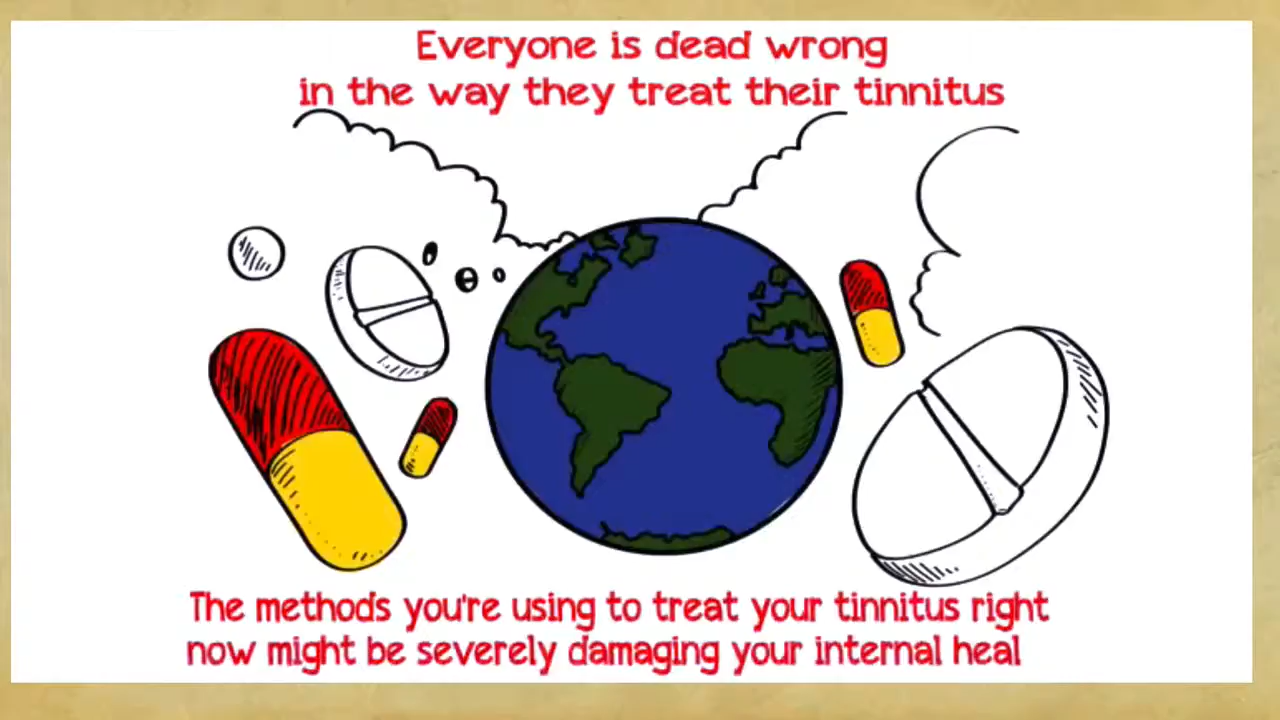 Everyone is dead wrong
in the way they treat their tinnitus
The methods you're using to treat your tinnitus right
now might be severely damaging your internal heal